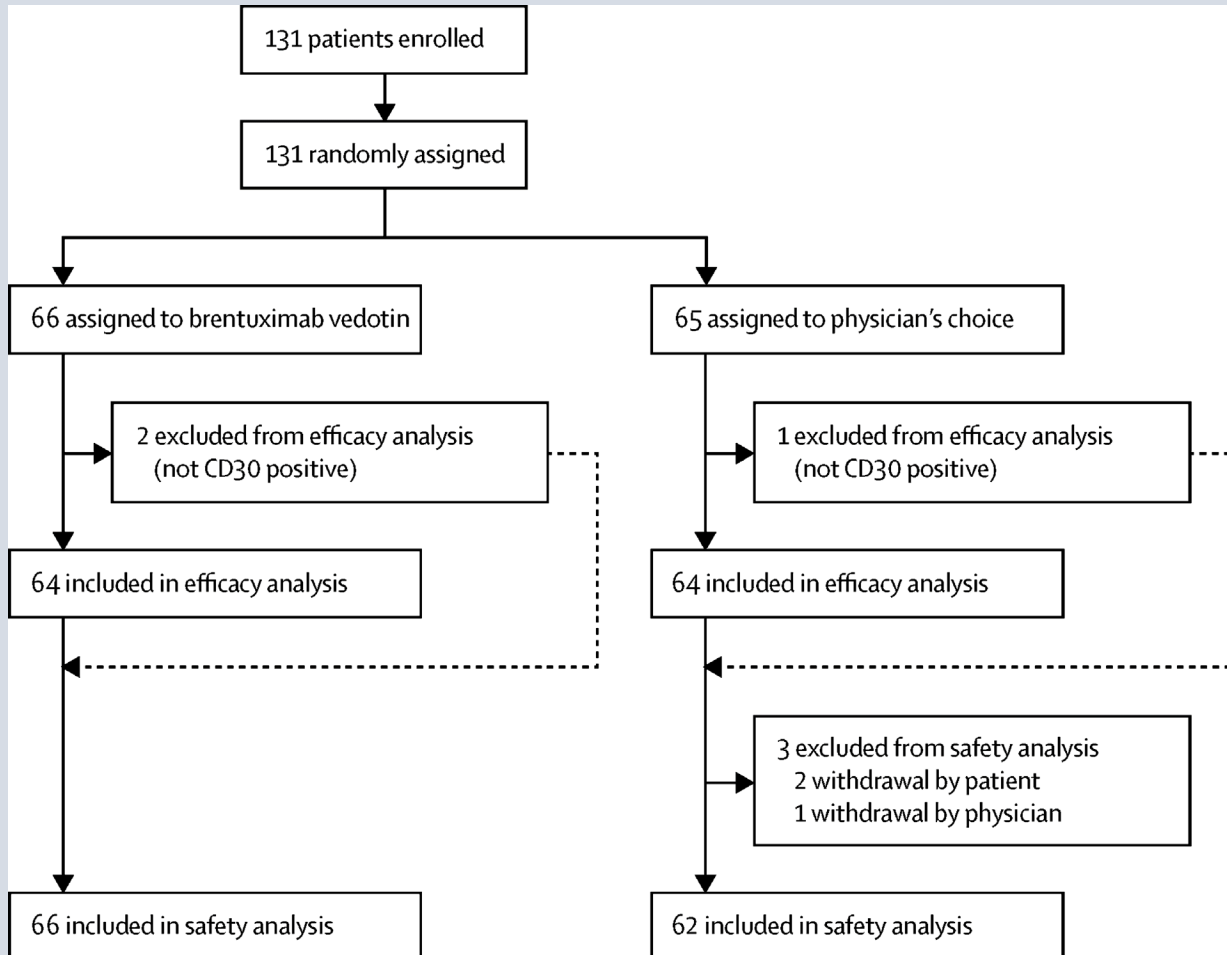 131 patients enrolled
131 randomly assigned
66 assigned to brentuximab vedotin
65 assigned to physician's choice
2 excluded from efficacy analysis
(not CD30 positive)
1 excluded from efficacy analysis
(not CD30 positive)
64 included in efficacy analysis
64 included in efficacy analysis
3 excluded from safety analysis
2 withdrawal by patient
1 withdrawal by physician
66 included in safety analysis
62 included in safety analysis